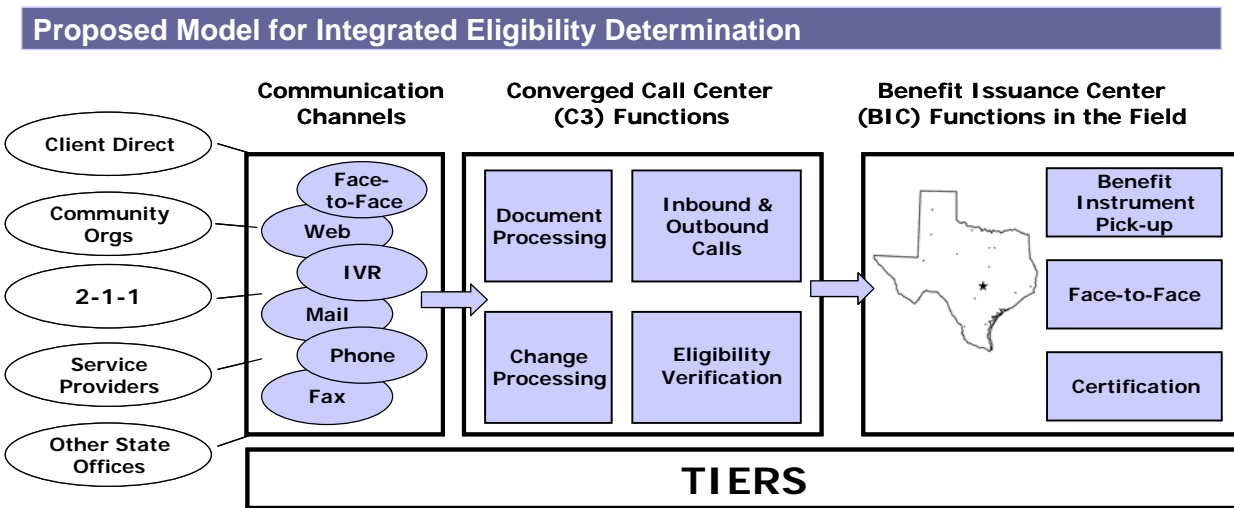 Proposed Model for Integrated Eligibility Determination
Communication
Channels
Converged Call Center
(C3) Functions
Benefit Issuance Center
(BIC) Functions in the Field
Client Direct
Community
Orgs
2-1-1
Service
Providers
Other State
Offices
Face-
to-Face
Web
IVR
Mail
Phone
Fax
Document
Processing
Inbound &
Outbound
Calls
Change
Processing
Eligibility
Verification
Benefit
Instrument
Pick-up
Face-to-Face
Certification
TIERS